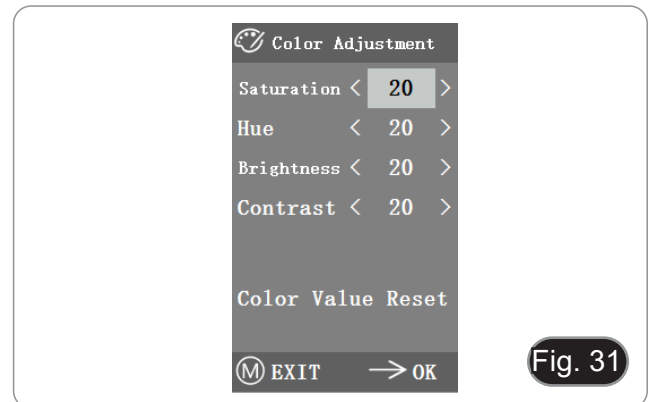 Color Adjustment
Saturation < 20 >
Hue < 20 >
Brightness < 20 >
Contrast < 20 >
Color Value Reset
M EXIT → OK
Fig. 31